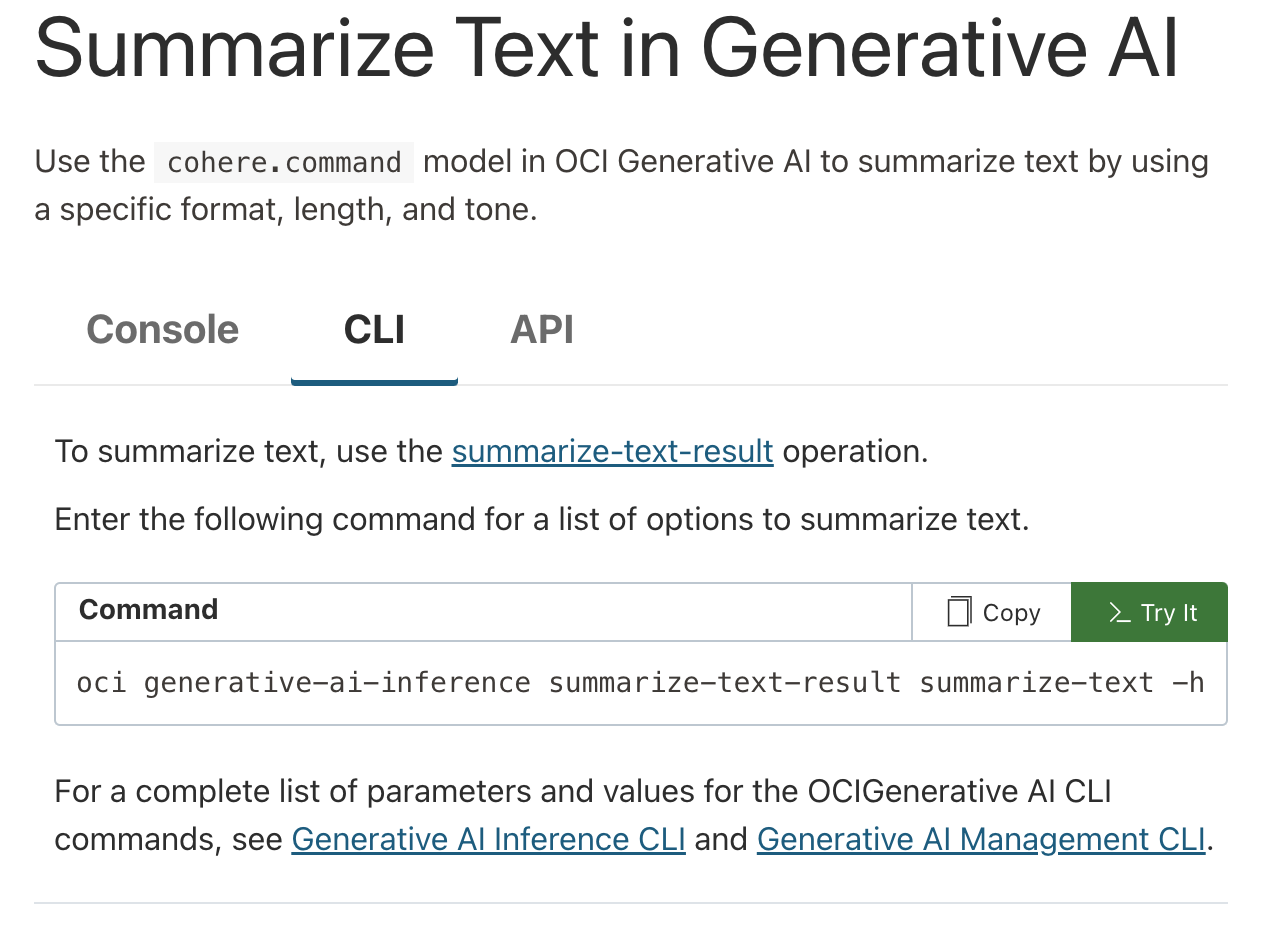 Summarize Text in Generative AI
Use the cohere.command model in OCI Generative AI to summarize text by using
a specific format, length, and tone.
Console CLI API
To summarize text, use the summarize-text-result operation.
Enter the following command for a list of options to summarize text.
Command Copy >_ Try It
oci generative-ai-inference summarize-text-result summarize-text -h
For a complete list of parameters and values for the OCIGenerative AI CLI
commands, see Generative AI Inference CLI and Generative AI Management CLI.